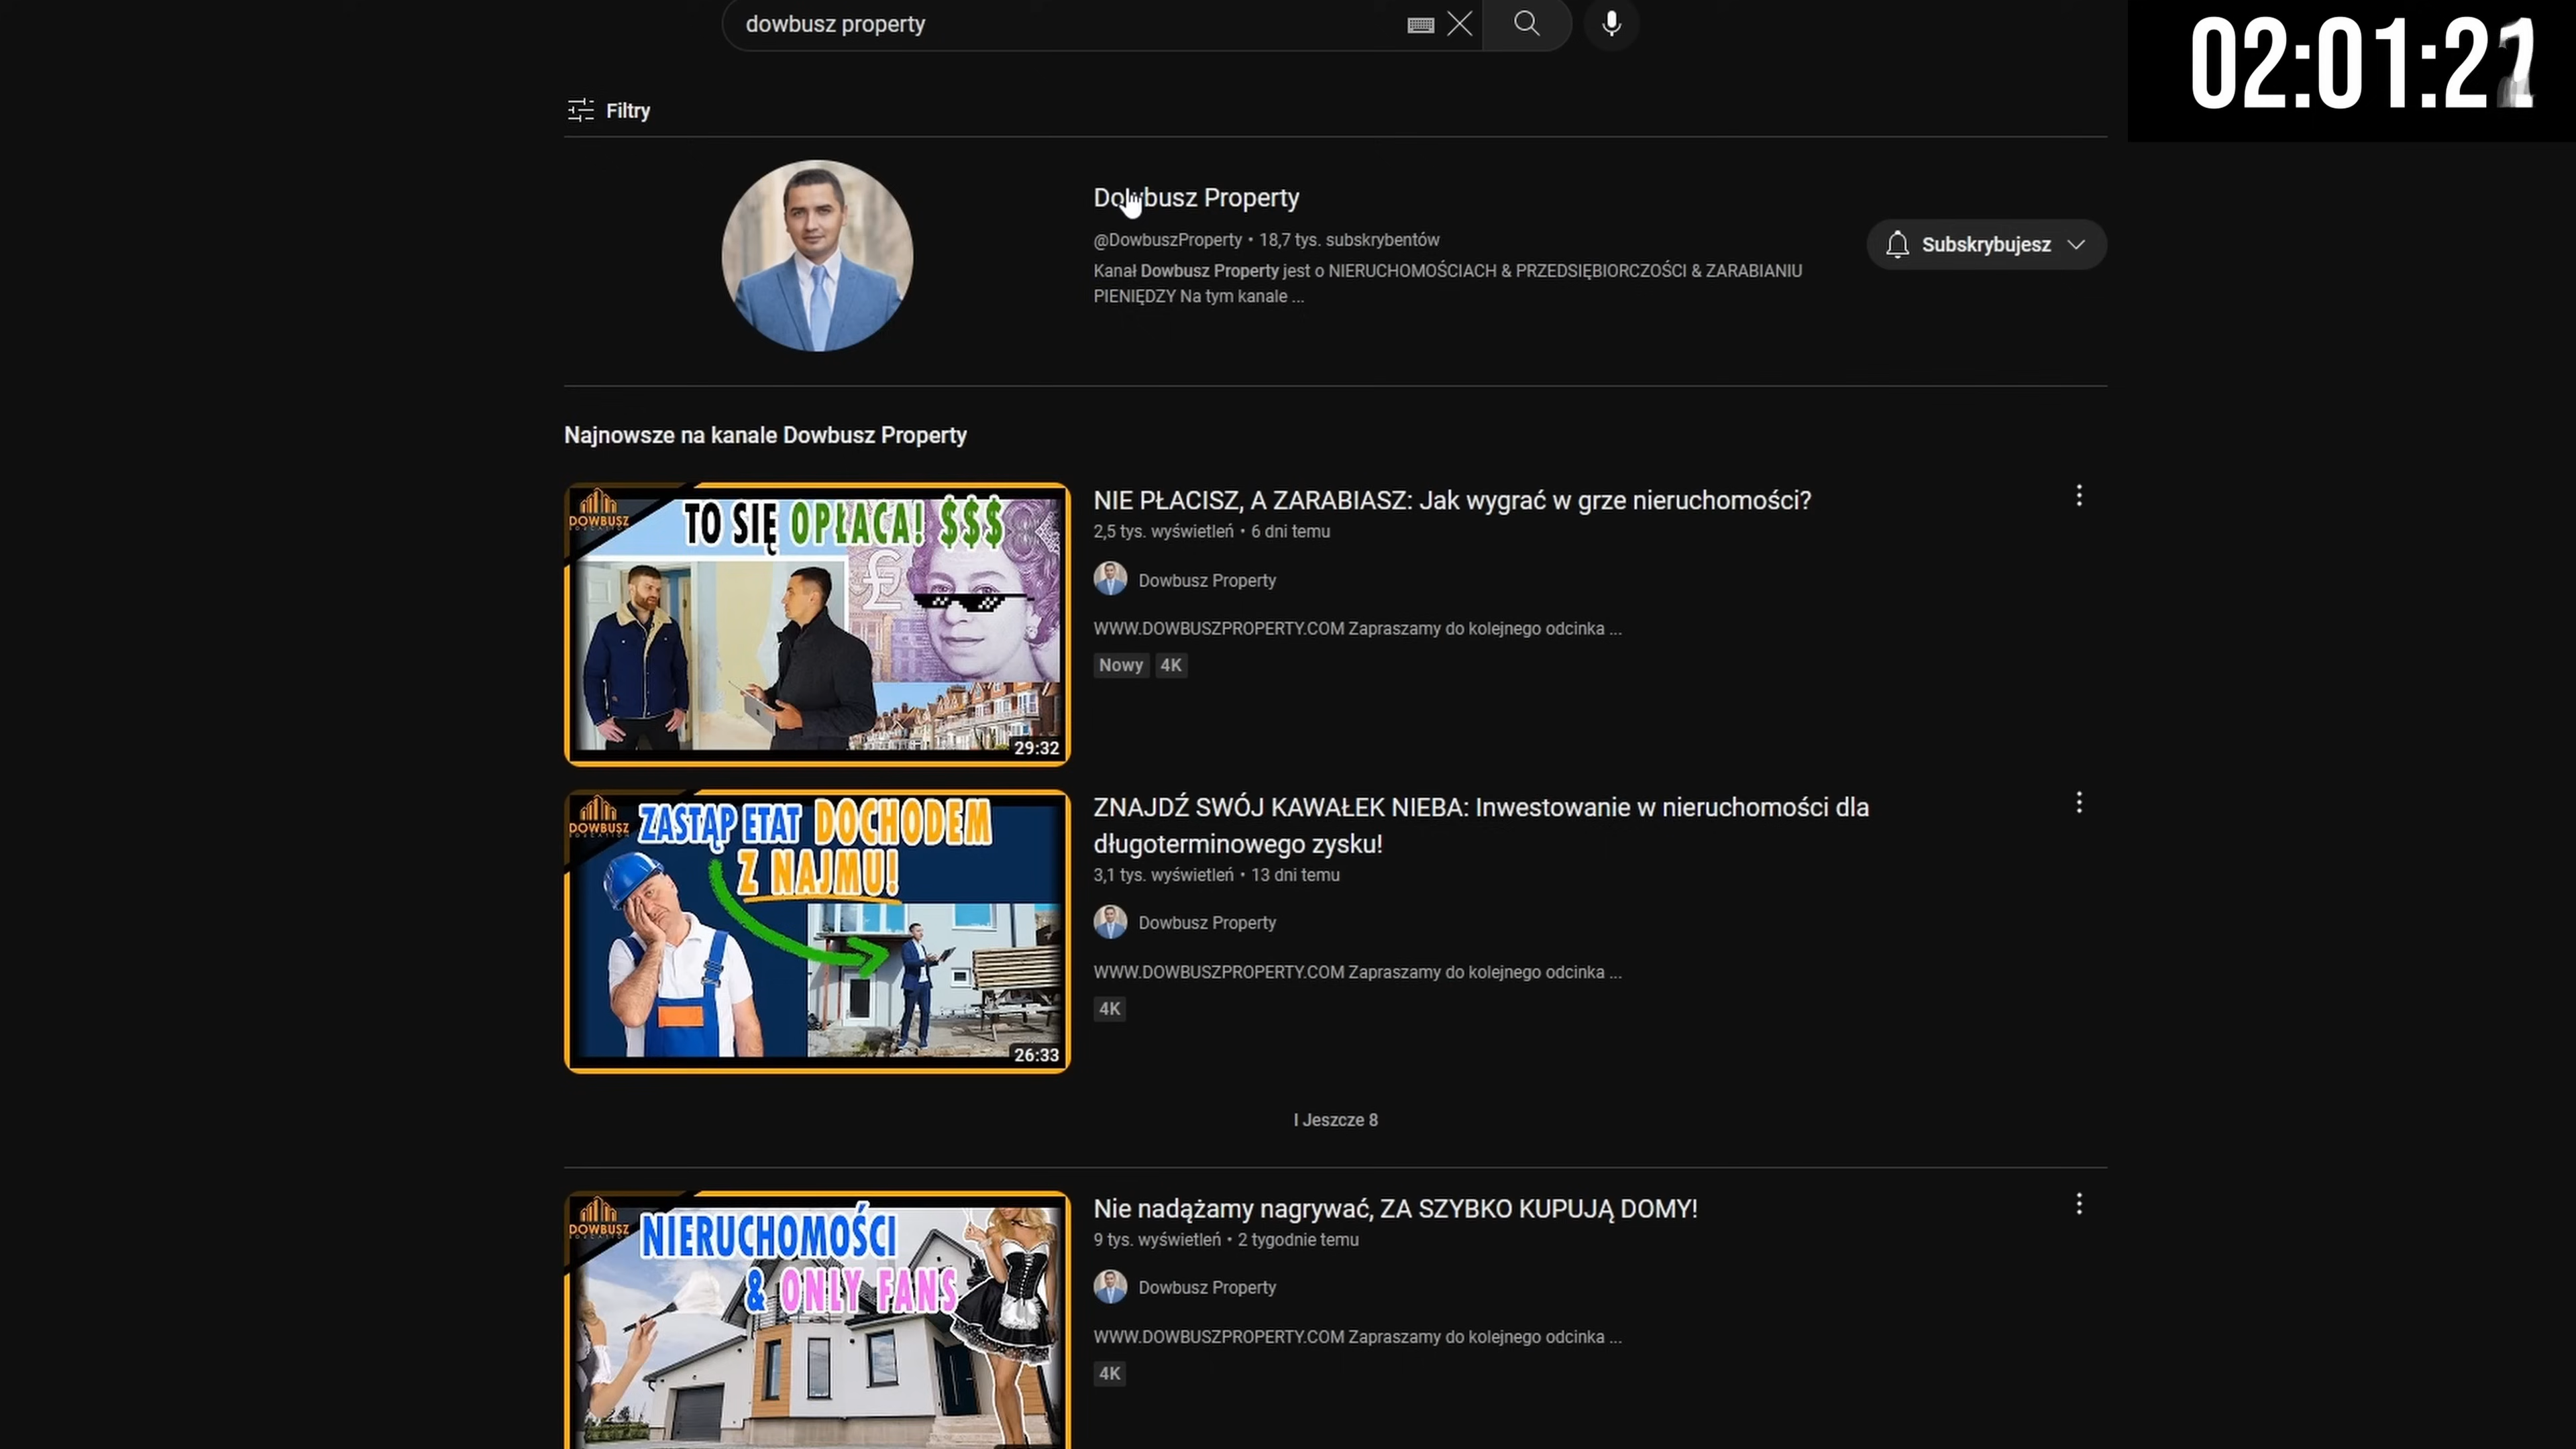 dowbusz property
02:01:2
Filtry
Dowbusz Property
@DowbuszProperty • 18,7 tys. subskrybentów
Kanał Dowbusz Property jest o NIERUCHOMOŚCIACH & PRZEDSIĘBIORCZOŚCI & ZARABIANIU
PIENIĘDZY Na tym kanale ...
Subskrybujesz
Najnowsze na kanale Dowbusz Property
DOWBUSZ
EDUCATION
TO SIĘ OPŁACA! $$$
£
29:32
NIE PŁACISZ, A ZARABIASZ: Jak wygrać w grze nieruchomości?
2,5 tys. wyświetleń • 6 dni temu
Dowbusz Property
WWW.DOWBUSZPROPERTY.COM Zapraszamy do kolejnego odcinka ...
Nowy 4K
DOWBUSZ
EDUCATION
ZASTĄP ETAT DOCHODEM
Z NAJMU!
26:33
ZNAJDŹ SWÓJ KAWAŁEK NIEBA: Inwestowanie w nieruchomości dla
długoterminowego zysku!
3,1 tys. wyświetleń • 13 dni temu
Dowbusz Property
WWW.DOWBUSZPROPERTY.COM Zapraszamy do kolejnego odcinka ...
4K
I Jeszcze 8
DOWBUSZ
EDUCATION
NIERUCHOMOŚCI
& ONLY FANS
Nie nadążamy nagrywać, ZA SZYBKO KUPUJĄ DOMY!
9 tys. wyświetleń • 2 tygodnie temu
Dowbusz Property
WWW.DOWBUSZPROPERTY.COM Zapraszamy do kolejnego odcinka ...
4K